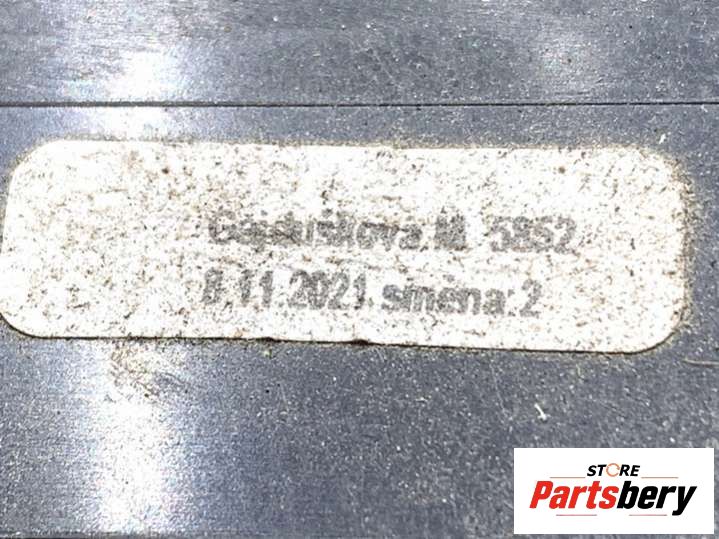 Gajdušková M 5852
8.11.2021 směna:2
STORE
Partsbery